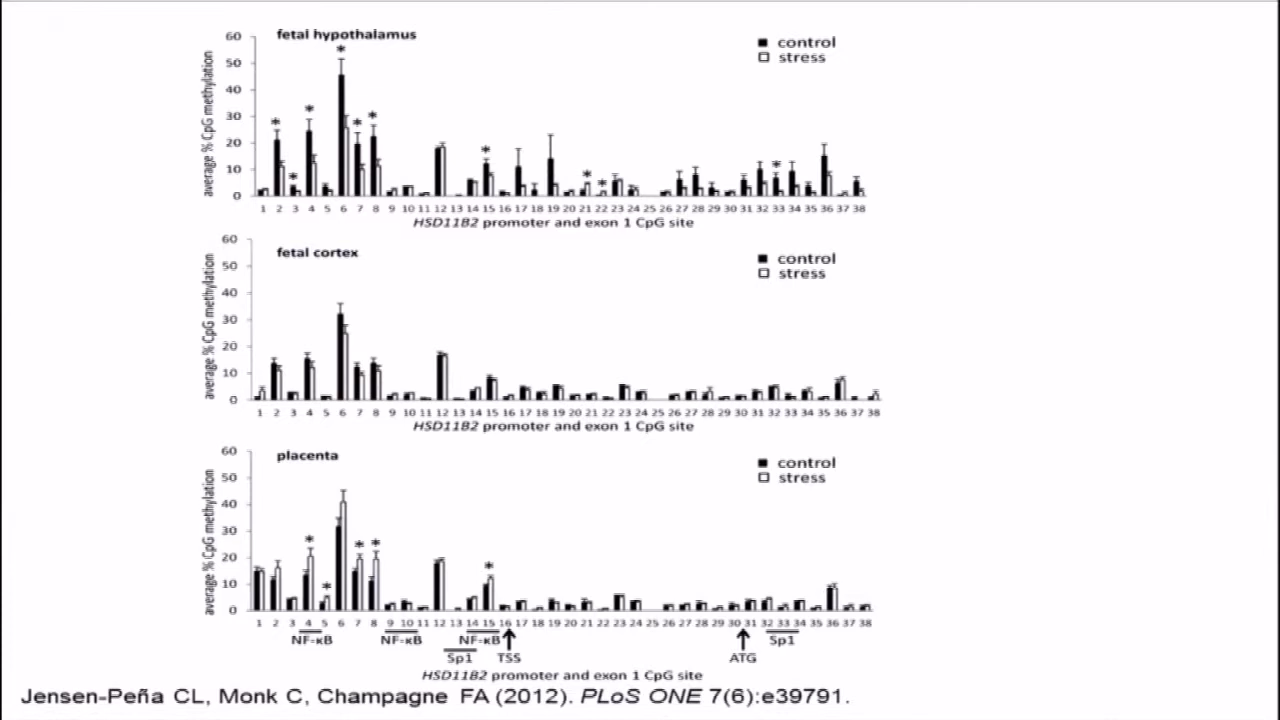 fetal hypothalamus
control
stress
average % CpG methylation
60
50
40
30
20
10
0
* * * * * * * * * * *
1 2 3 4 5 6 7 8 9 10 11 12 13 14 15 16 17 18 19 20 21 22 23 24 25 26 27 28 29 30 31 32 33 34 35 36 37 38
HSD11B2 promoter and exon 1 CpG site
fetal cortex
control
stress
average % CpG methylation
60
50
40
30
20
10
0
1 2 3 4 5 6 7 8 9 10 11 12 13 14 15 16 17 18 19 20 21 22 23 24 25 26 27 28 29 30 31 32 33 34 35 36 37 38
HSD11B2 promoter and exon 1 CpG site
placenta
control
stress
average % CpG methylation
60
50
40
30
20
10
0
* * * * *
1 2 3 4 5 6 7 8 9 10 11 12 13 14 15 16 17 18 19 20 21 22 23 24 25 26 27 28 29 30 31 32 33 34 35 36 37 38
NF-κB NF-κB NF-κB Sp1
Sp1 TSS ATG
HSD11B2 promoter and exon 1 CpG site
Jensen-Peña CL, Monk C, Champagne FA (2012). PLoS ONE 7(6):e39791.